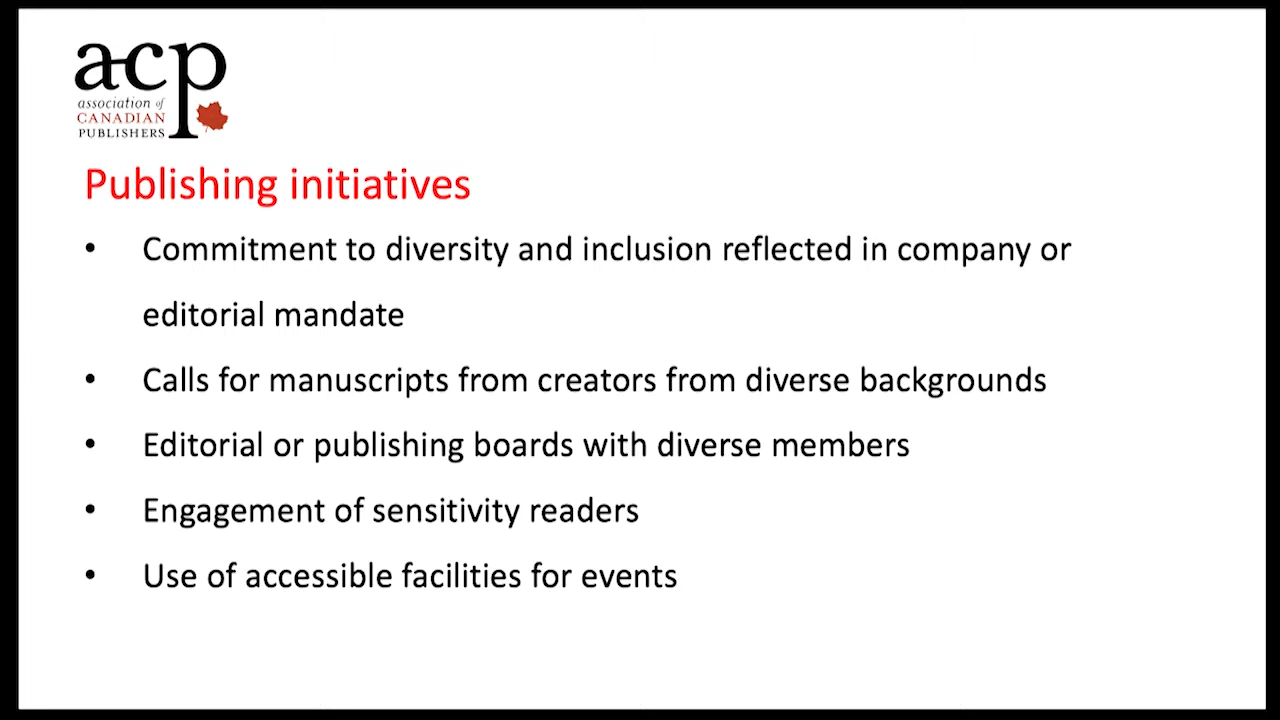 acp
association of
CANADIAN
PUBLISHERS
Publishing initiatives
• Commitment to diversity and inclusion reflected in company or
editorial mandate
• Calls for manuscripts from creators from diverse backgrounds
• Editorial or publishing boards with diverse members
• Engagement of sensitivity readers
• Use of accessible facilities for events